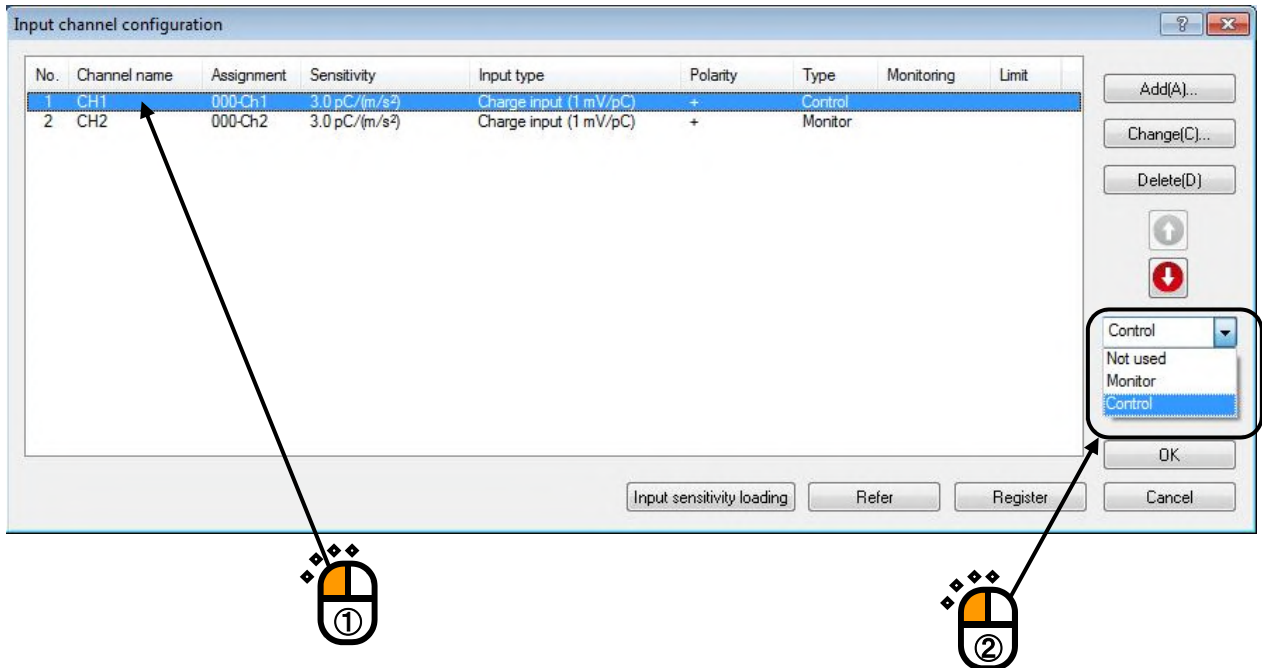 Input channel configuration
No. Channel name Assignment Sensitivity Input type Polarity Type Monitoring Limit
1 CH1 000-Ch1 3.0 pC/(m/s²) Charge input (1 mV/pC) + Control
2 CH2 000-Ch2 3.0 pC/(m/s²) Charge input (1 mV/pC) + Monitor
Add(A)...
Change(C)...
Delete(D)
Control
Not used
Monitor
Control
OK
Input sensitivity loading Refer Register Cancel
① ②